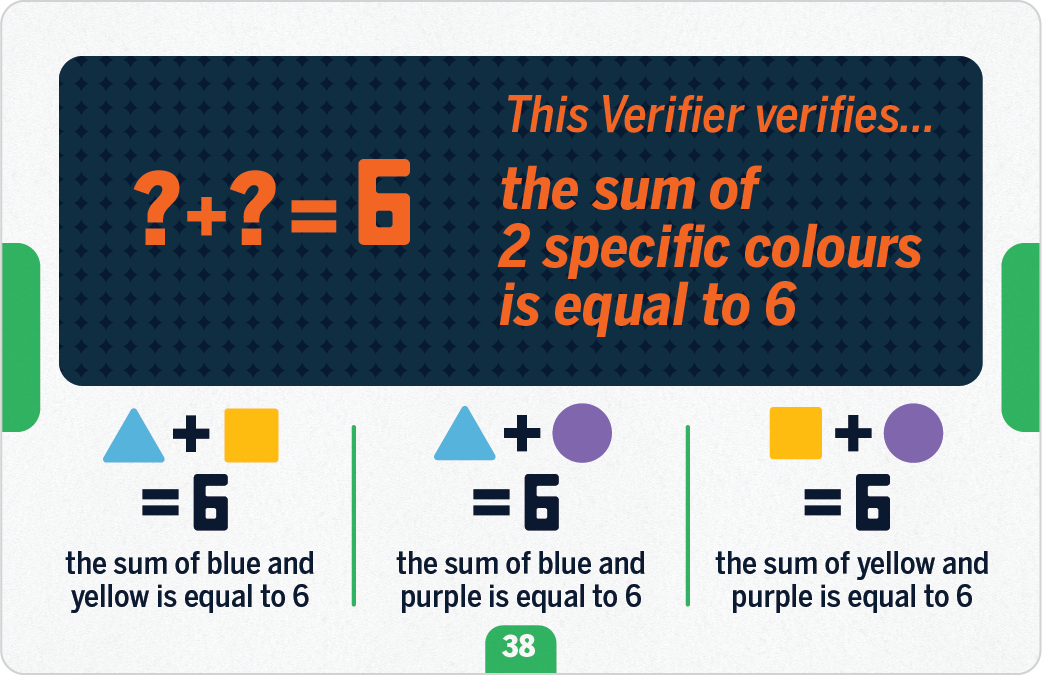 This Verifier verifies...
?+?=6
the sum of
2 specific colours
is equal to 6
+
=6
the sum of blue and
yellow is equal to 6
+
=6
the sum of blue and
purple is equal to 6
+
=6
the sum of yellow and
purple is equal to 6
38